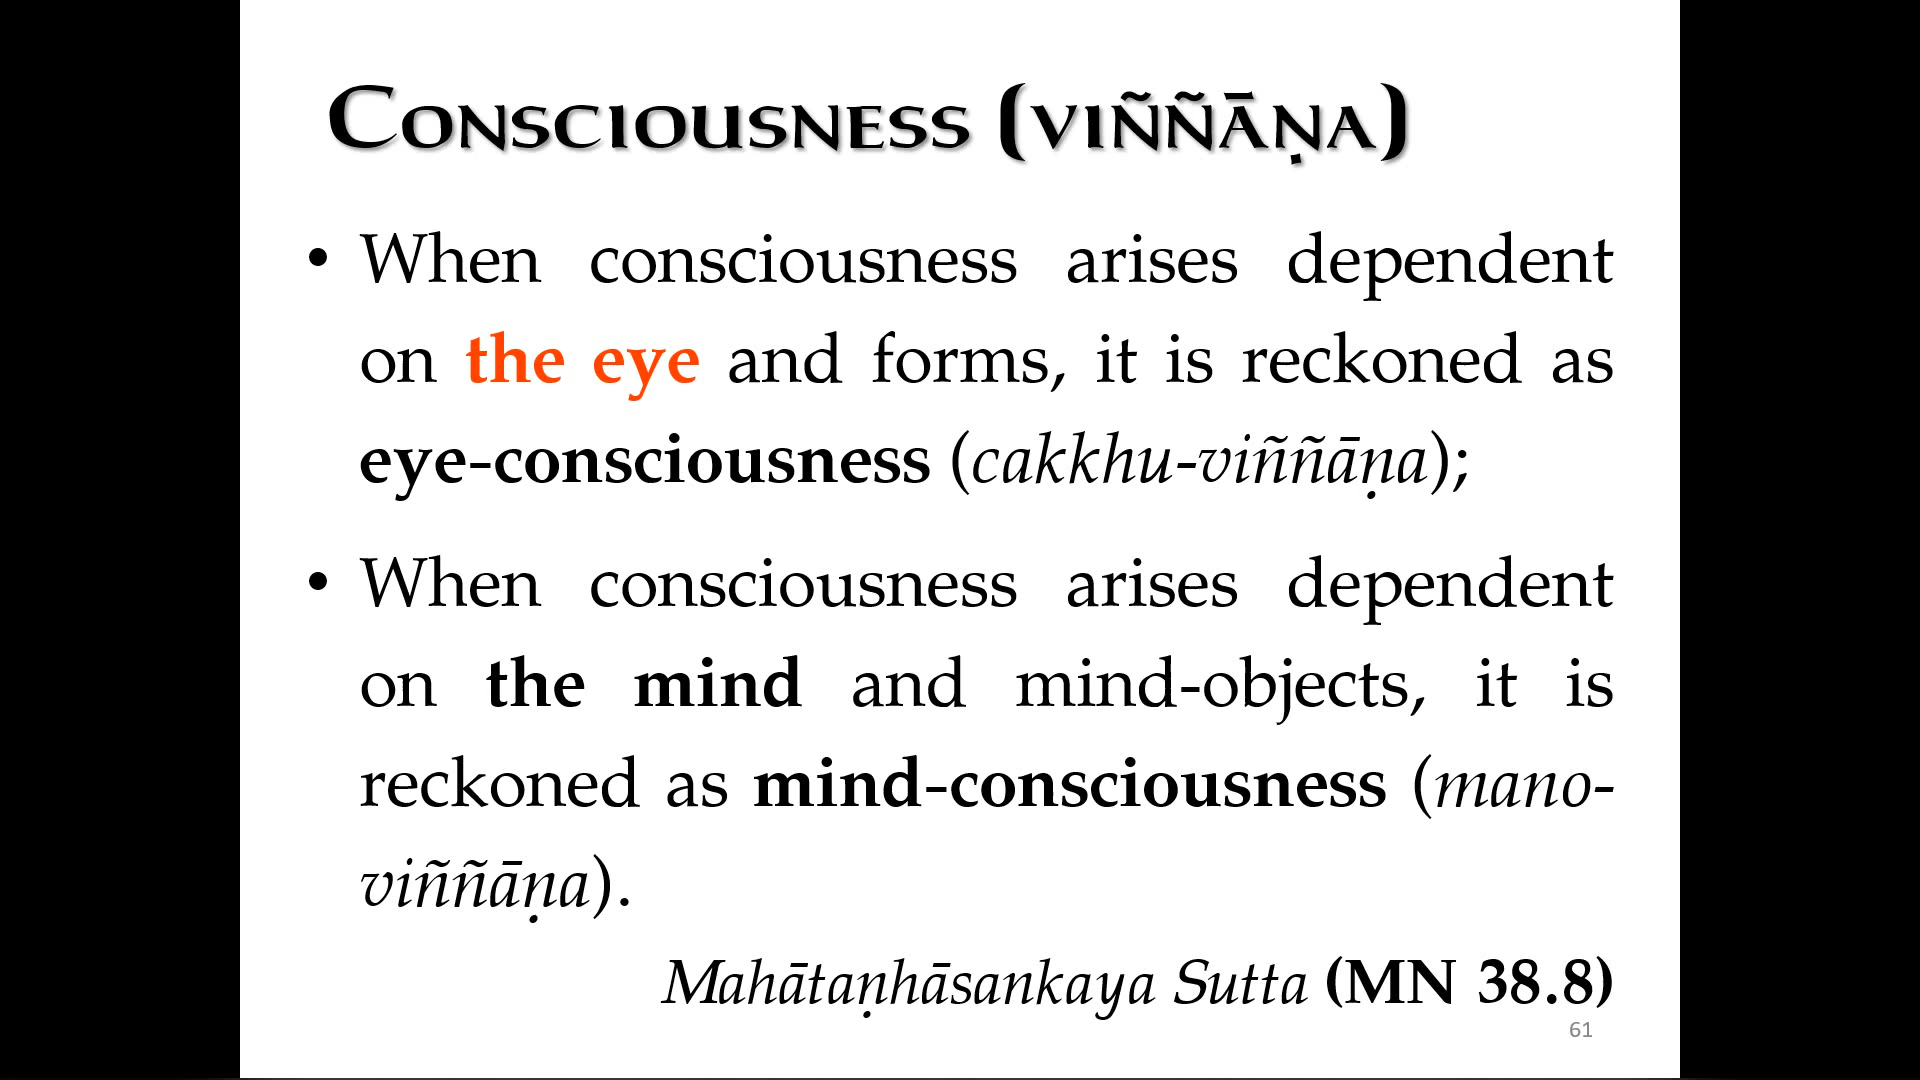 Consciousness (viññāṇa)
• When consciousness arises dependent
on the eye and forms, it is reckoned as
eye-consciousness (cakkhu-viññāṇa);
• When consciousness arises dependent
on the mind and mind-objects, it is
reckoned as mind-consciousness (mano-
viññāṇa).
Mahātaṇhāsankaya Sutta (MN 38.8)
61